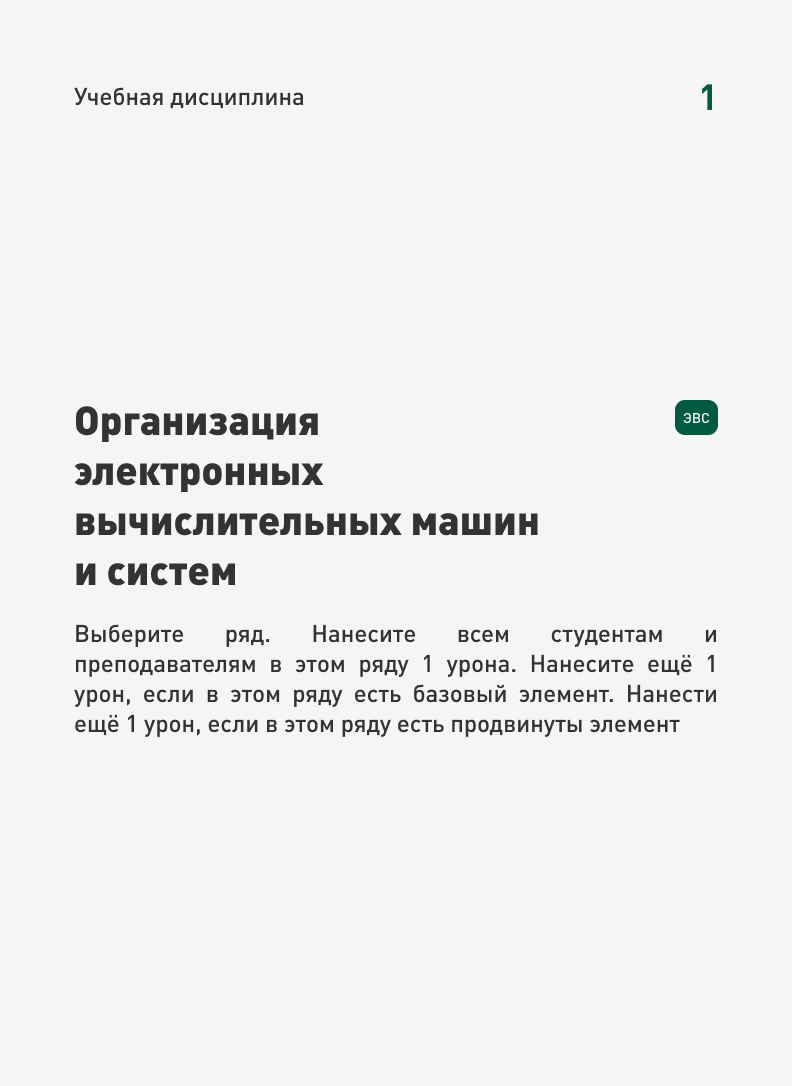 Учебная дисциплина
1
Организация
электронных
вычислительных машин
и систем
ЭВС
Выберите ряд. Нанесите всем студентам и
преподавателям в этом ряду 1 урона. Нанесите ещё 1
урон, если в этом ряду есть базовый элемент. Нанести
ещё 1 урон, если в этом ряду есть продвинуты элемент